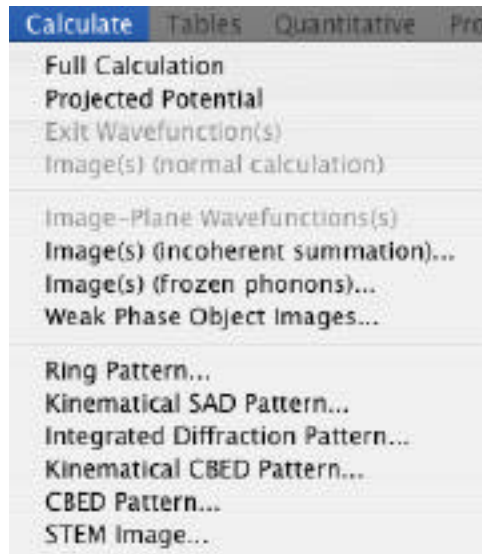 Calculate Tables Quantitative Pro
Full Calculation
Projected Potential
Exit Wavefunction(s)
Image(s) (normal calculation)
Image-Plane Wavefunctions(s)
Image(s) (incoherent summation)...
Image(s) (frozen phonons)...
Weak Phase Object Images...
Ring Pattern...
Kinematical SAD Pattern...
Integrated Diffraction Pattern...
Kinematical CBED Pattern...
CBED Pattern...
STEM Image...